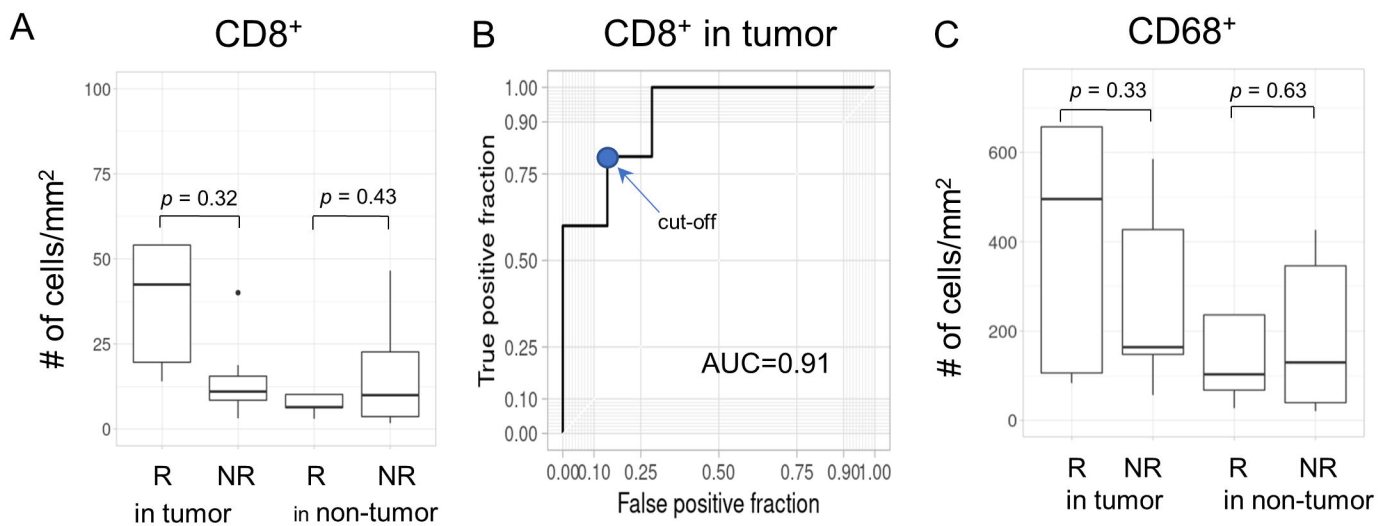 A
CD8+
# of cells/mm2
100
75
50
25
0
p = 0.32
p = 0.43
R
NR
R
NR
in tumor
in non-tumor
B
CD8+ in tumor
True positive fraction
1.00
0.90
0.75
0.50
0.25
0.10
0.00
cut-off
AUC=0.91
0.00 0.10 0.25 0.50 0.75 0.90 1.00
False positive fraction
C
CD68+
# of cells/mm2
600
400
200
0
p = 0.33
p = 0.63
R
NR
R
NR
in tumor
in non-tumor